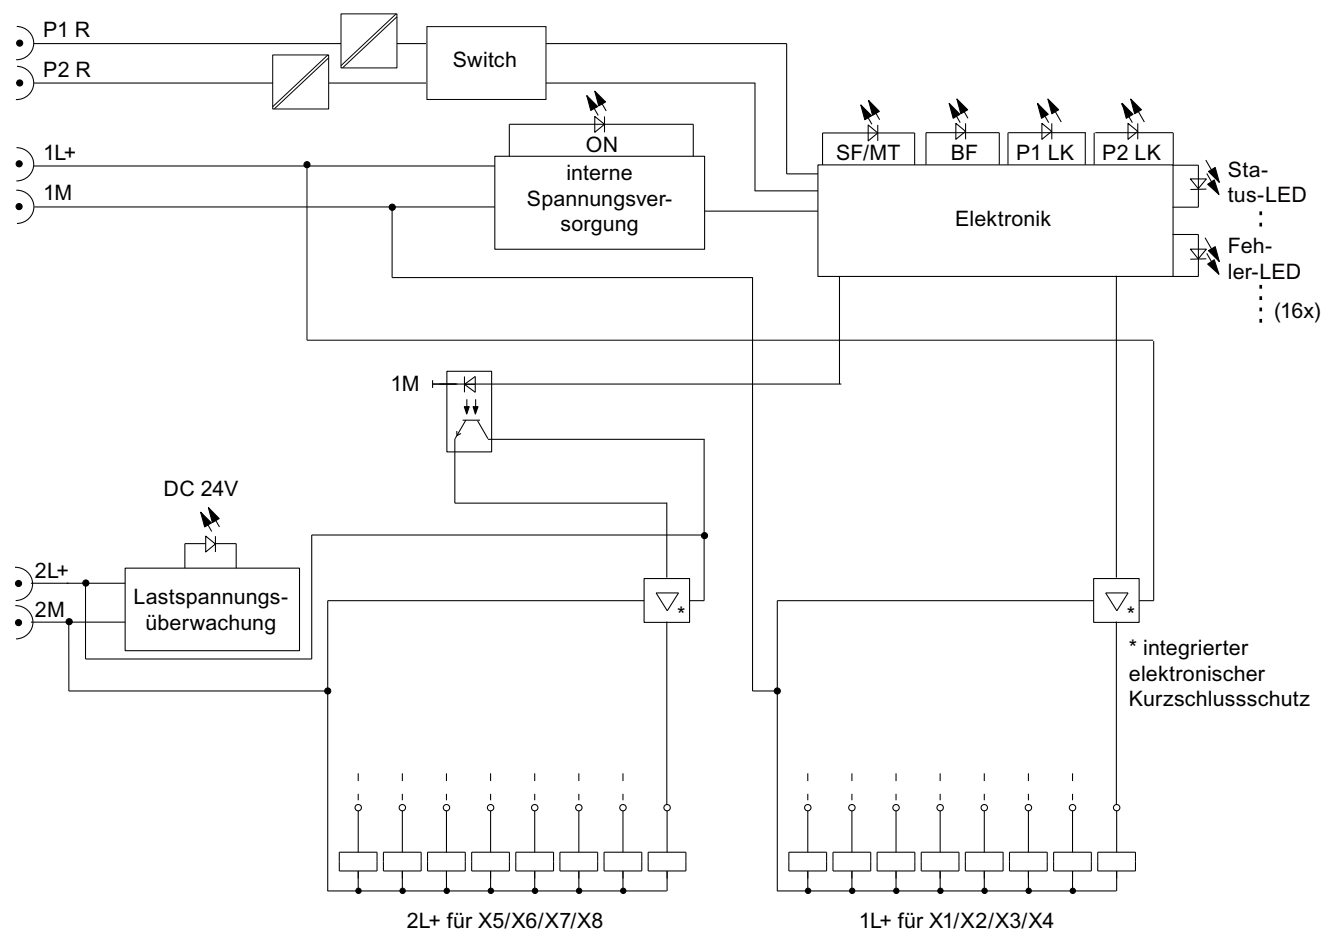 P1 R
P2 R
Switch
1L+
1M
ON
interne
Spannungsver-
sorgung
SF/MT
BF
P1 LK
P2 LK
Elektronik
Sta-
tus-LED
Feh-
ler-LED
(16x)
1M
DC 24V
2L+
2M
Lastspannungs-
überwachung
*
*
* integrierter
elektronischer
Kurzschlussschutz
2L+ für X5/X6/X7/X8
1L+ für X1/X2/X3/X4